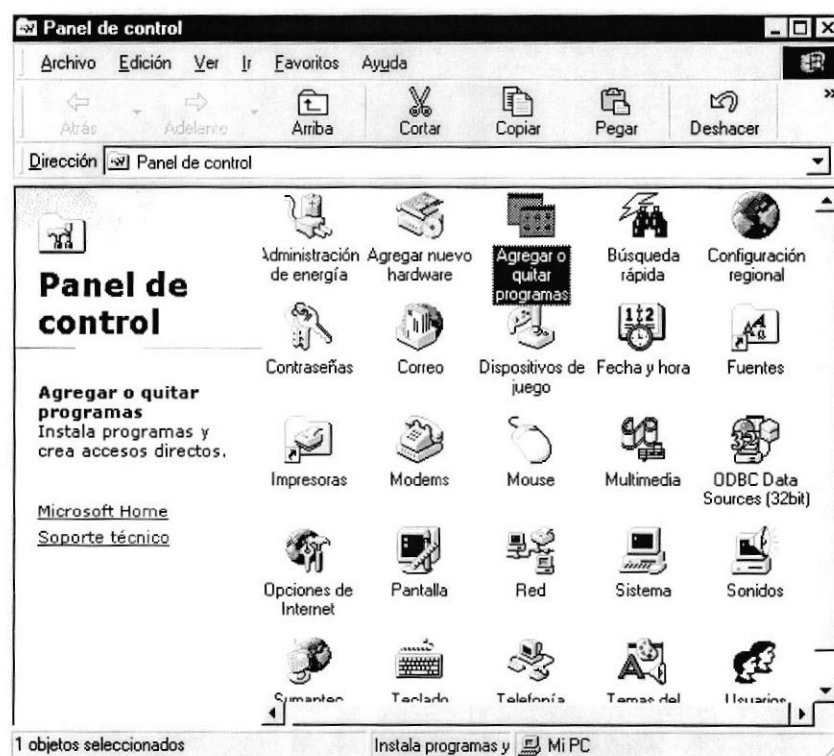 Panel de control
Archivo Edición Ver Ir Favoritos Ayuda
Atrás Adelante Arriba Cortar Copiar Pegar Deshacer
Dirección Panel de control
Panel de
control
Agregar o quitar
programas
Instala programas y
crea accesos directos.
Microsoft Home
Soporte técnico
Administración
de energía
Agregar nuevo
hardware
Agregar o
quitar
programas
Búsqueda
rápida
Configuración
regional
Contraseñas
Correo
Dispositivos de
juego
Fecha y hora
Fuentes
Impresoras
Modems
Mouse
Multimedia
ODBC Data
Sources (32bit)
Opciones de
Internet
Pantalla
Red
Sistema
Sonidos
Symantec
Teclado
Telefonía
Temas del
Usuarios
1 objetos seleccionados Instala programas y Mi PC